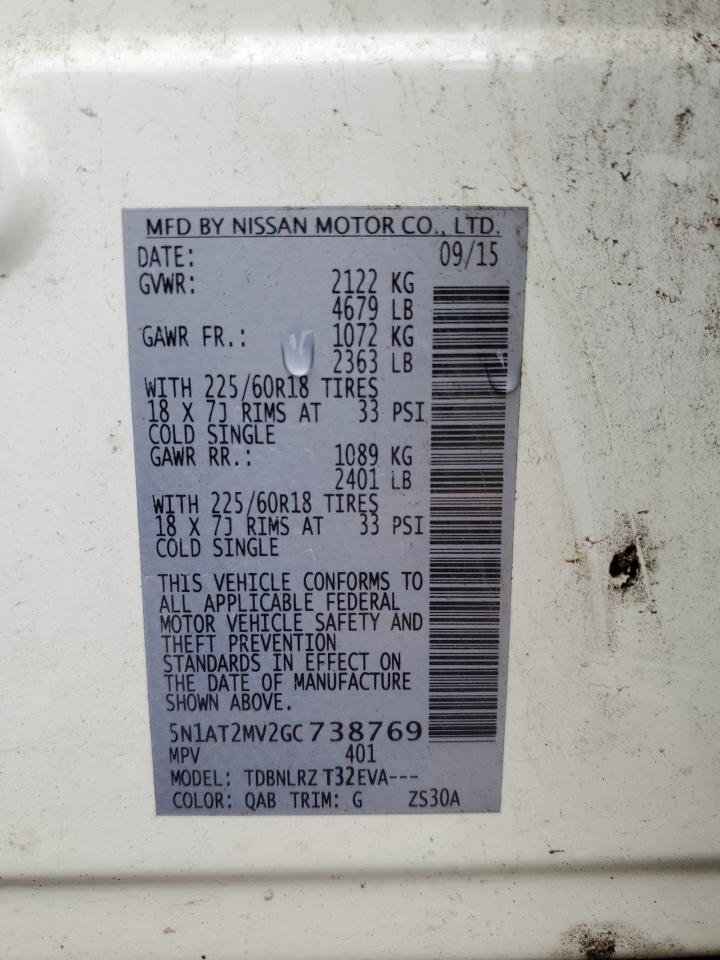 MFD BY NISSAN MOTOR CO., LTD.
DATE: 09/15
GVWR: 2122 KG
4679 LB
GAWR FR.: 1072 KG
2363 LB
WITH 225/60R18 TIRES
18 X 7J RIMS AT 33 PSI
COLD SINGLE
GAWR RR.: 1089 KG
2401 LB
WITH 225/60R18 TIRES
18 X 7J RIMS AT 33 PSI
COLD SINGLE
THIS VEHICLE CONFORMS TO
ALL APPLICABLE FEDERAL
MOTOR VEHICLE SAFETY AND
THEFT PREVENTION
STANDARDS IN EFFECT ON
THE DATE OF MANUFACTURE
SHOWN ABOVE.
5N1AT2MV2GC738769
MPV 401
MODEL: TDBNLRZ T32EVA---
COLOR: QAB TRIM: G ZS30A